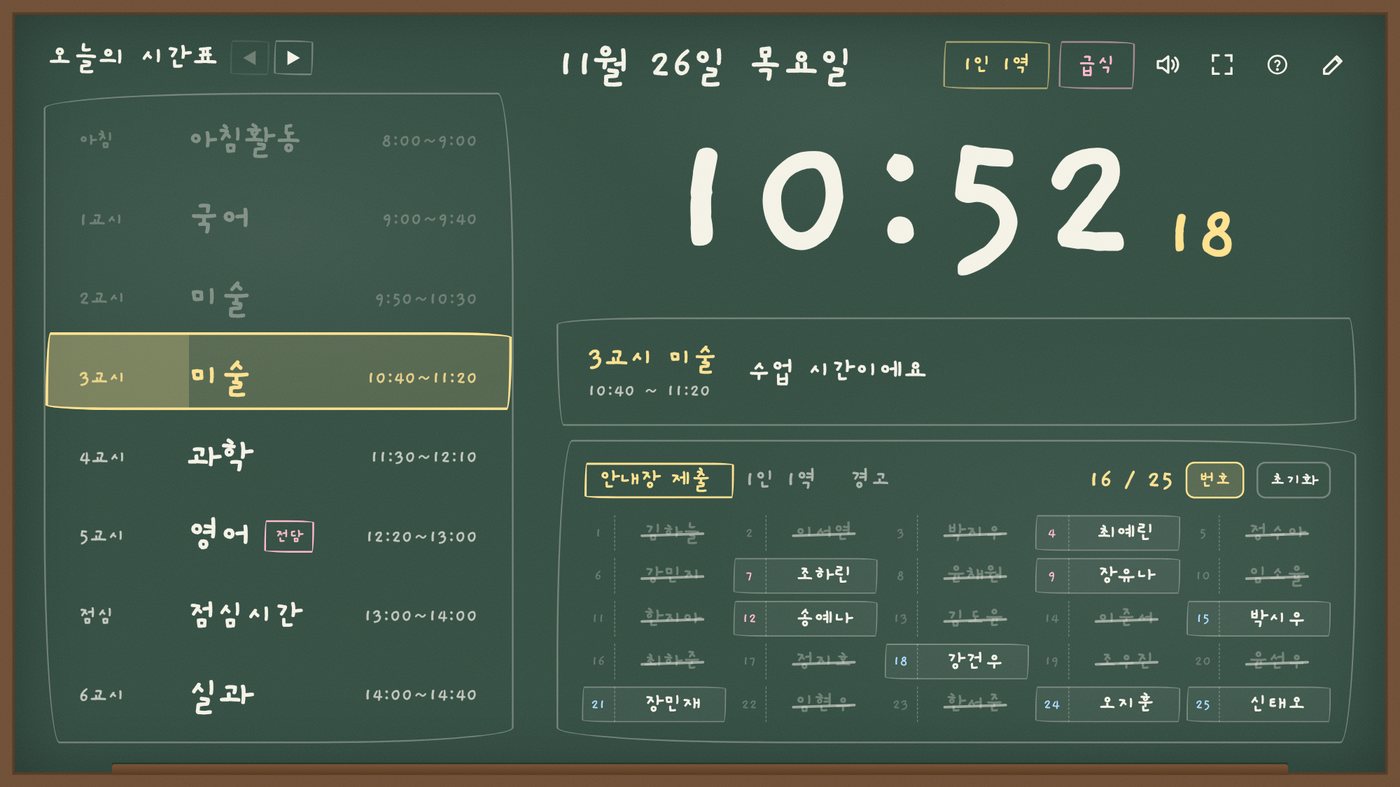 오늘의 시간표 ◀ ▶
11월 26일 목요일
1인 1역 급식
10:52 18
아침 아침활동 8:00~9:00
1교시 국어 9:00~9:40
2교시 미술 9:50~10:30
3교시 미술 10:40~11:20
4교시 과학 11:30~12:10
5교시 영어 전담 12:20~13:00
점심 점심시간 13:00~14:00
6교시 실과 14:00~14:40
3교시 미술
10:40 ~ 11:20
수업 시간이에요
안내장 제출 1인 1역 경고 16 / 25 번호 초기화
1 김하늘 2 이서연 3 박지우 4 최예린 5 정수아
6 강민지 7 조하린 8 윤채원 9 장유나 10 임소율
11 한지아 12 송예나 13 김도윤 14 이준서 15 박시우
16 최하준 17 정지호 18 강건우 19 조우진 20 윤선우
21 장민재 22 임현우 23 한서준 24 오지훈 25 신태오